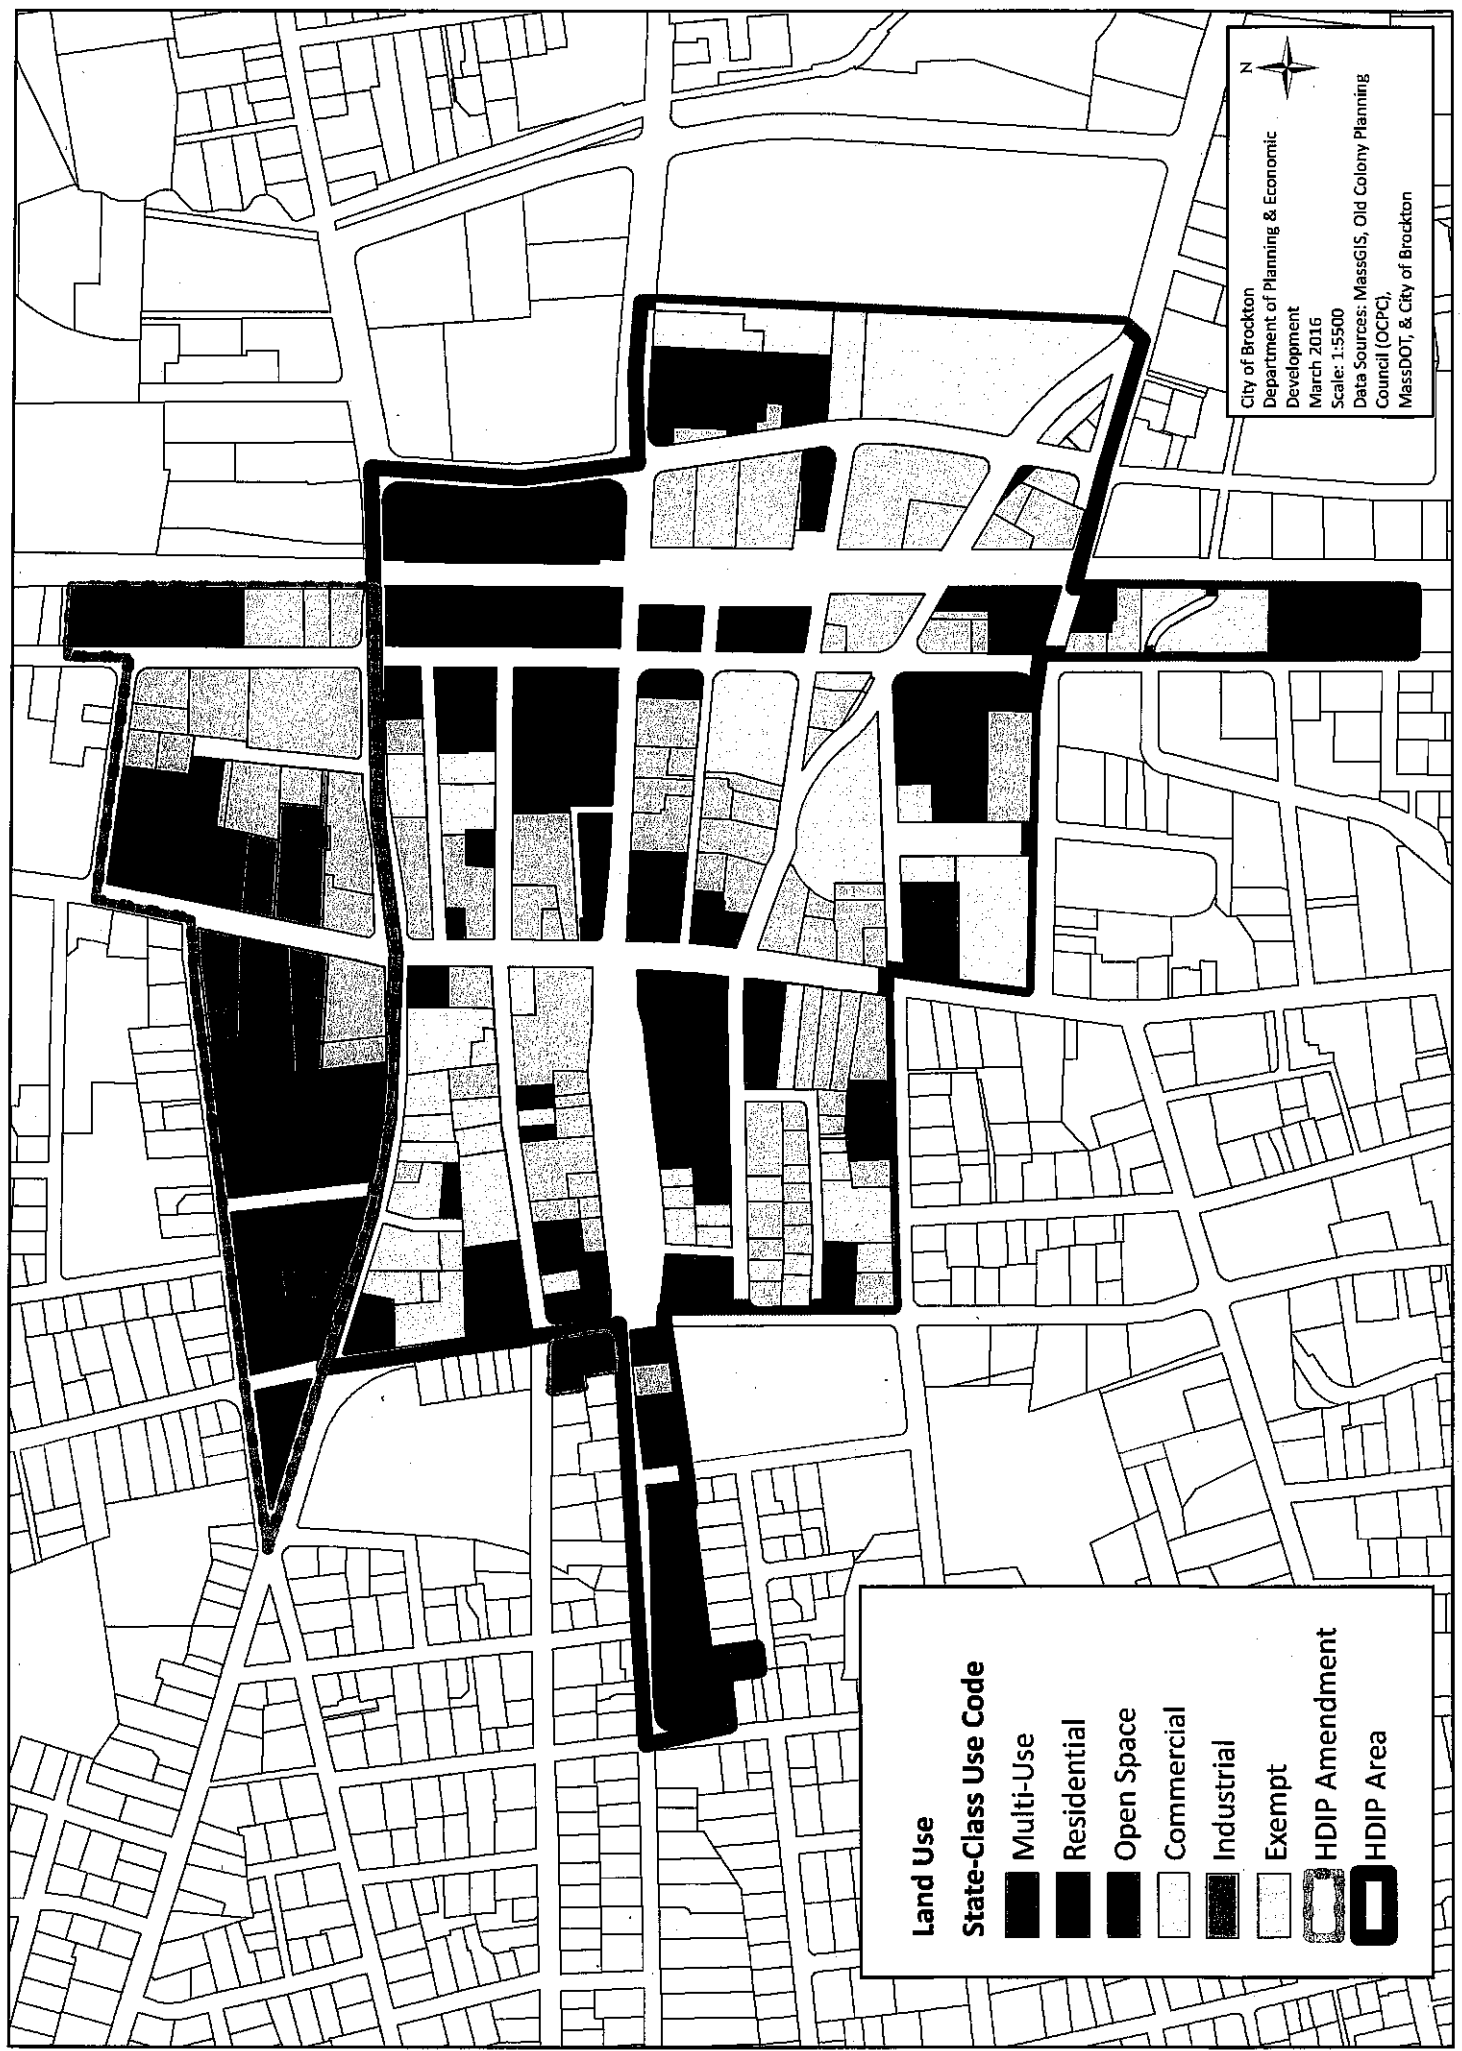 N
City of Brockton
Department of Planning & Economic
Development
March 2016
Scale: 1:5500
Data Sources: MassGIS, Old Colony Planning
Council (OCPC),
MassDOT, & City of Brockton
Land Use
State-Class Use Code
Multi-Use
Residential
Open Space
Commercial
Industrial
Exempt
HDIP Amendment
HDIP Area